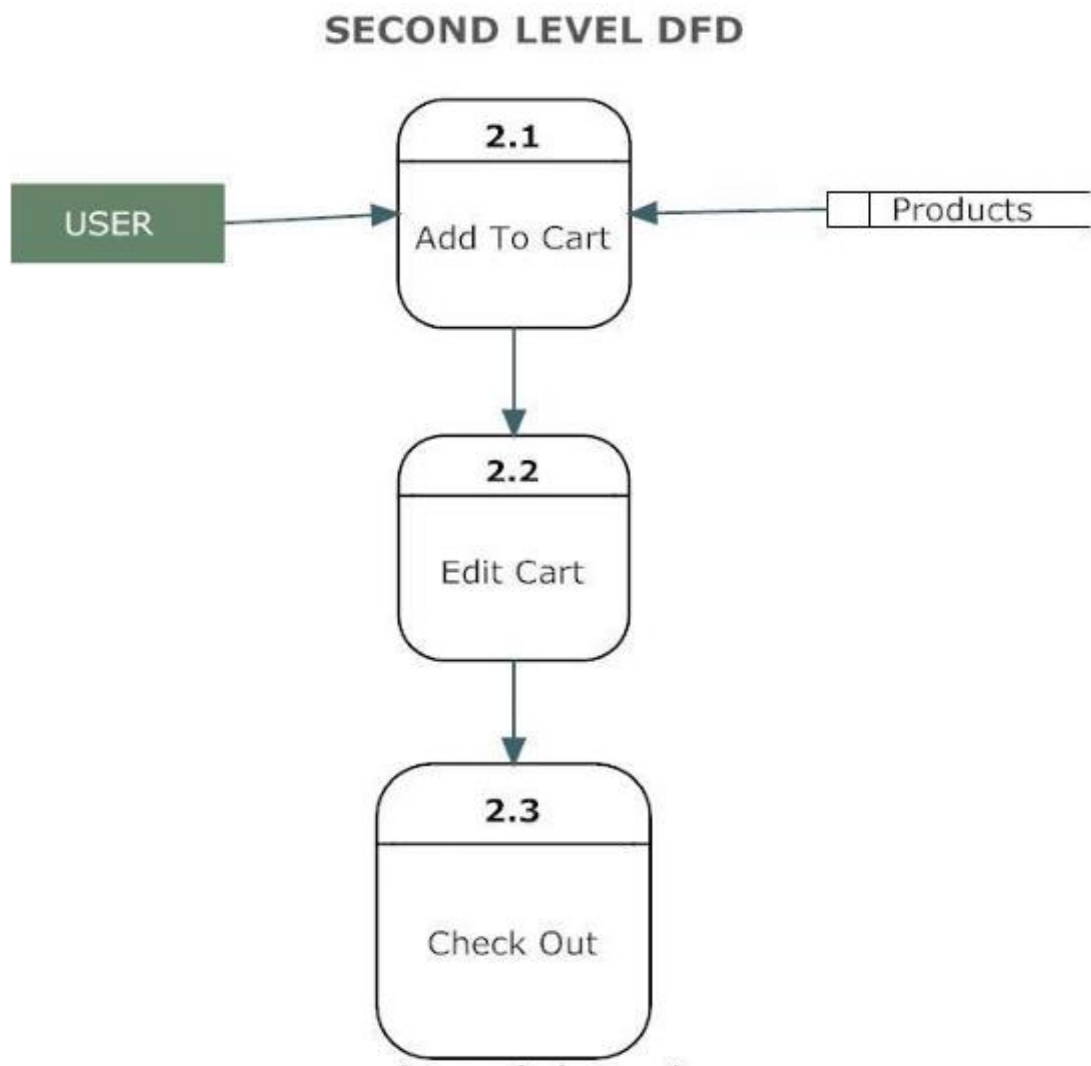 SECOND LEVEL DFD
2.1
USER
Add To Cart
Products
2.2
Edit Cart
2.3
Check Out